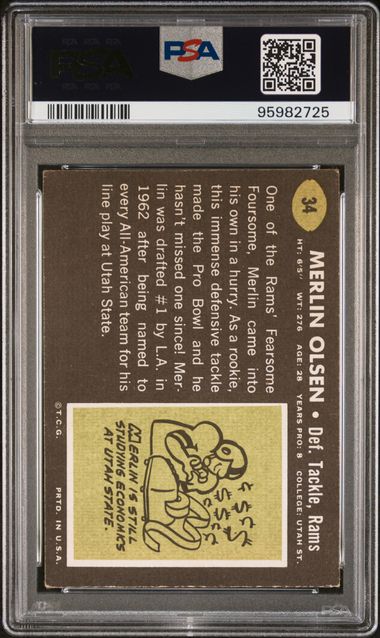 PSA
PSA
95982725
34
MERLIN OLSEN • Def. Tackle, Rams
HT: 6'5" WT: 276 AGE: 28 YEARS PRO: 8 COLLEGE: UTAH ST.
One of the Rams' Fearsome
Foursome, Merlin came into
his own in a hurry. As a rookie,
this immense defensive tackle
made the Pro Bowl and he
hasn't missed one since! Mer-
lin was drafted #1 by L.A. in
1962 after being named to
every All-American team for his
line play at Utah State.
$ $ $ $ $ $
MERLIN IS STILL
STUDYING ECONOMICS
AT UTAH STATE.
© T.C.G. PRTD. IN U.S.A.